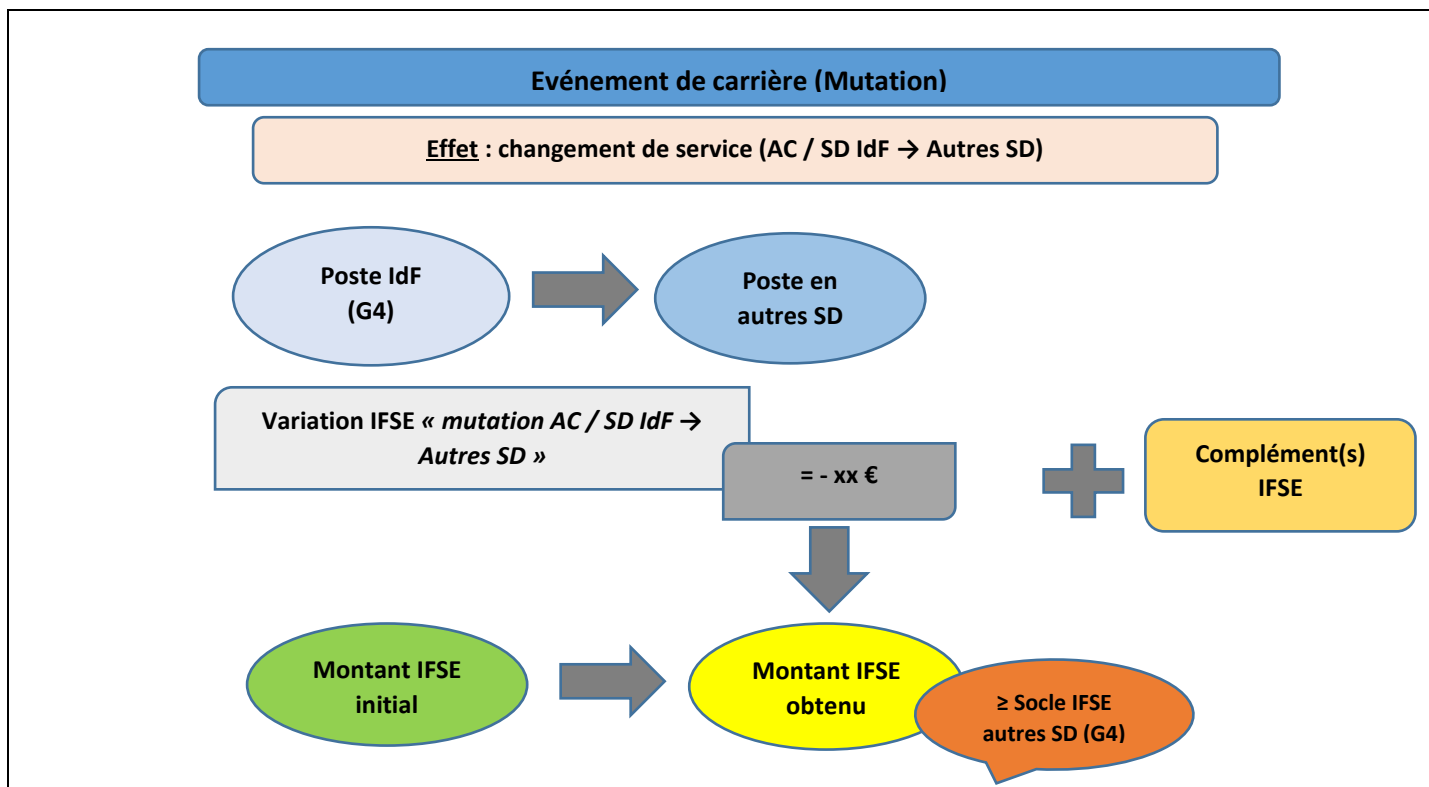 Evénement de carrière (Mutation)
Effet : changement de service (AC / SD IdF → Autres SD)
Poste IdF
(G4)
Poste en
autres SD
Variation IFSE « mutation AC / SD IdF →
Autres SD »
= - xx €
Complément(s)
IFSE
Montant IFSE
initial
Montant IFSE
obtenu
≥ Socle IFSE
autres SD (G4)